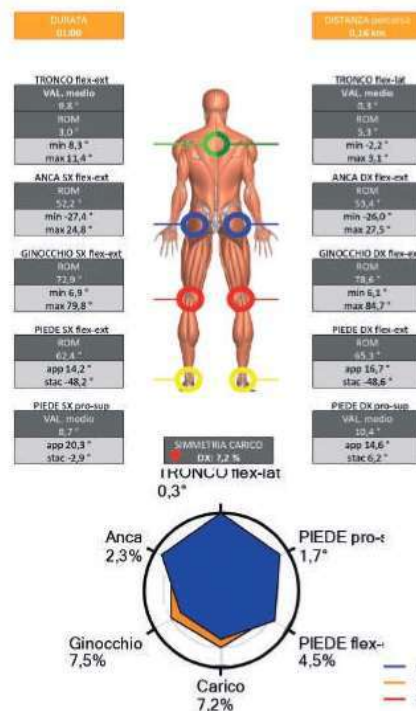 DURATA
01:00
DISTANZA percorsa
0,16 km
TRONCO flex-ext
VAL. medio
9,8 °
ROM
3,0 °
min 8,3 °
max 11,4 °
ANCA SX flex-ext
ROM
52,2 °
min -27,4 °
max 24,8 °
GINOCCHIO SX flex-ext
ROM
72,9 °
min 6,9 °
max 79,8 °
PIEDE SX flex-ext
ROM
62,4 °
app 14,2 °
stac -48,2 °
PIEDE SX pro-sup
VAL. medio
8,7 °
app 20,3 °
stac -2,9 °
TRONCO flex-lat
VAL. medio
0,3 °
ROM
5,3 °
min -2,2 °
max 3,1 °
ANCA DX flex-ext
ROM
53,4 °
min -26,0 °
max 27,5 °
GINOCCHIO DX flex-ex
ROM
78,6 °
min 6,1 °
max 84,7 °
PIEDE DX flex-ext
ROM
65,3 °
app 16,7 °
stac -48,6 °
PIEDE DX pro-sup
VAL. medio
10,4 °
app 14,6 °
stac 6,2 °
SIMMETRIA CARICO
DX: 7,2 %
TRONCO flex-lat
0,3°
PIEDE pro-s
1,7°
PIEDE flex-
4,5%
Carico
7,2%
Ginocchio
7,5%
Anca
2,3%